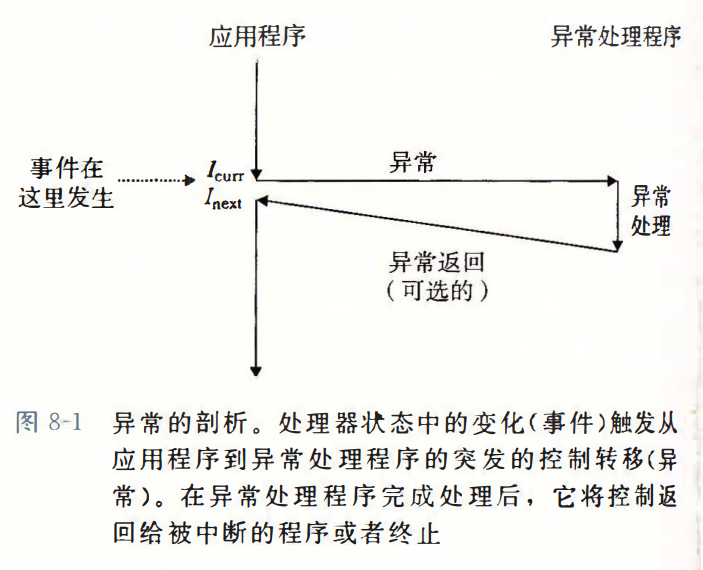 应用程序
异常处理程序
事件在
这里发生
Icurr
Inext
异常
异常
处理
异常返回
(可选的)
图 8-1 异常的剖析。处理器状态中的变化(事件)触发从
应用程序到异常处理程序的突发的控制转移(异
常)。在异常处理程序完成处理后，它将控制返
回给被中断的程序或者终止